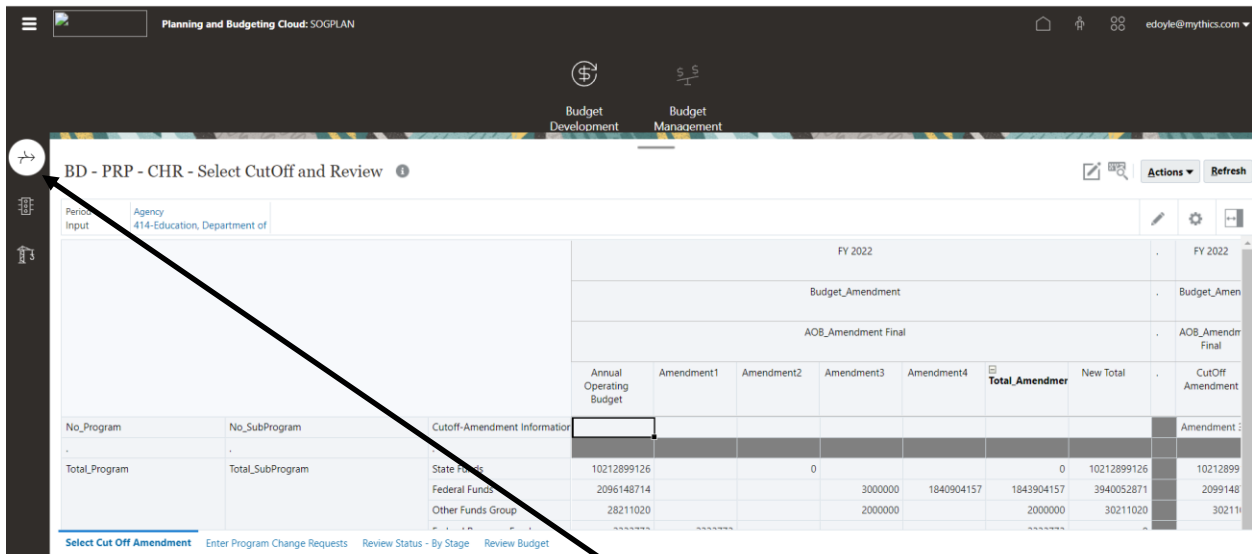 Planning and Budgeting Cloud: SOGPLAN
edoyle@mythics.com
Budget Development
Budget Management
BD - PRP - CHR - Select CutOff and Review
Actions Refresh
Period Agency
Input 414-Education, Department of
FY 2022 . FY 2022
Budget_Amendment . Budget_Amen
AOB_Amendment Final . AOB_Amendm Final
Annual Operating Budget Amendment1 Amendment2 Amendment3 Amendment4 Total_Amendmer New Total . CutOff Amendment
No_Program No_SubProgram Cutoff-Amendment Information Amendment 3
. .
Total_Program Total_SubProgram State Funds 10212899126 0 0 10212899126 10212899
Federal Funds 2096148714 3000000 1840904157 1843904157 3940052871 2099148
Other Funds Group 28211020 2000000 2000000 30211020 30211
Select Cut Off Amendment Enter Program Change Requests Review Status - By Stage Review Budget